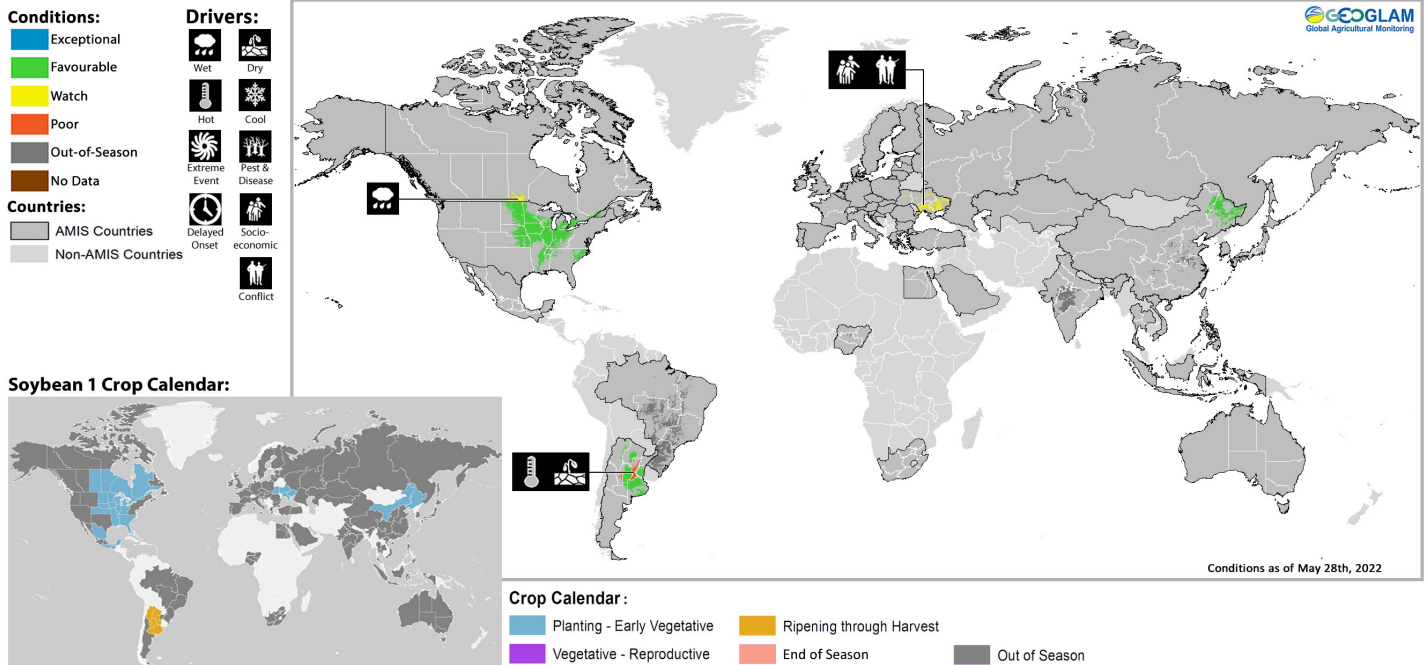 Conditions:
Exceptional
Favourable
Watch
Poor
Out-of-Season
No Data
Countries:
AMIS Countries
Non-AMIS Countries
Drivers:
Wet
Dry
Hot
Cool
Extreme
Event
Pest &
Disease
Delayed
Onset
Socio-
economic
Conflict
GEOGLAM
Global Agricultural Monitoring
Conditions as of May 28th, 2022
Soybean 1 Crop Calendar:
Crop Calendar :
Planting - Early Vegetative
Ripening through Harvest
Vegetative - Reproductive
End of Season
Out of Season